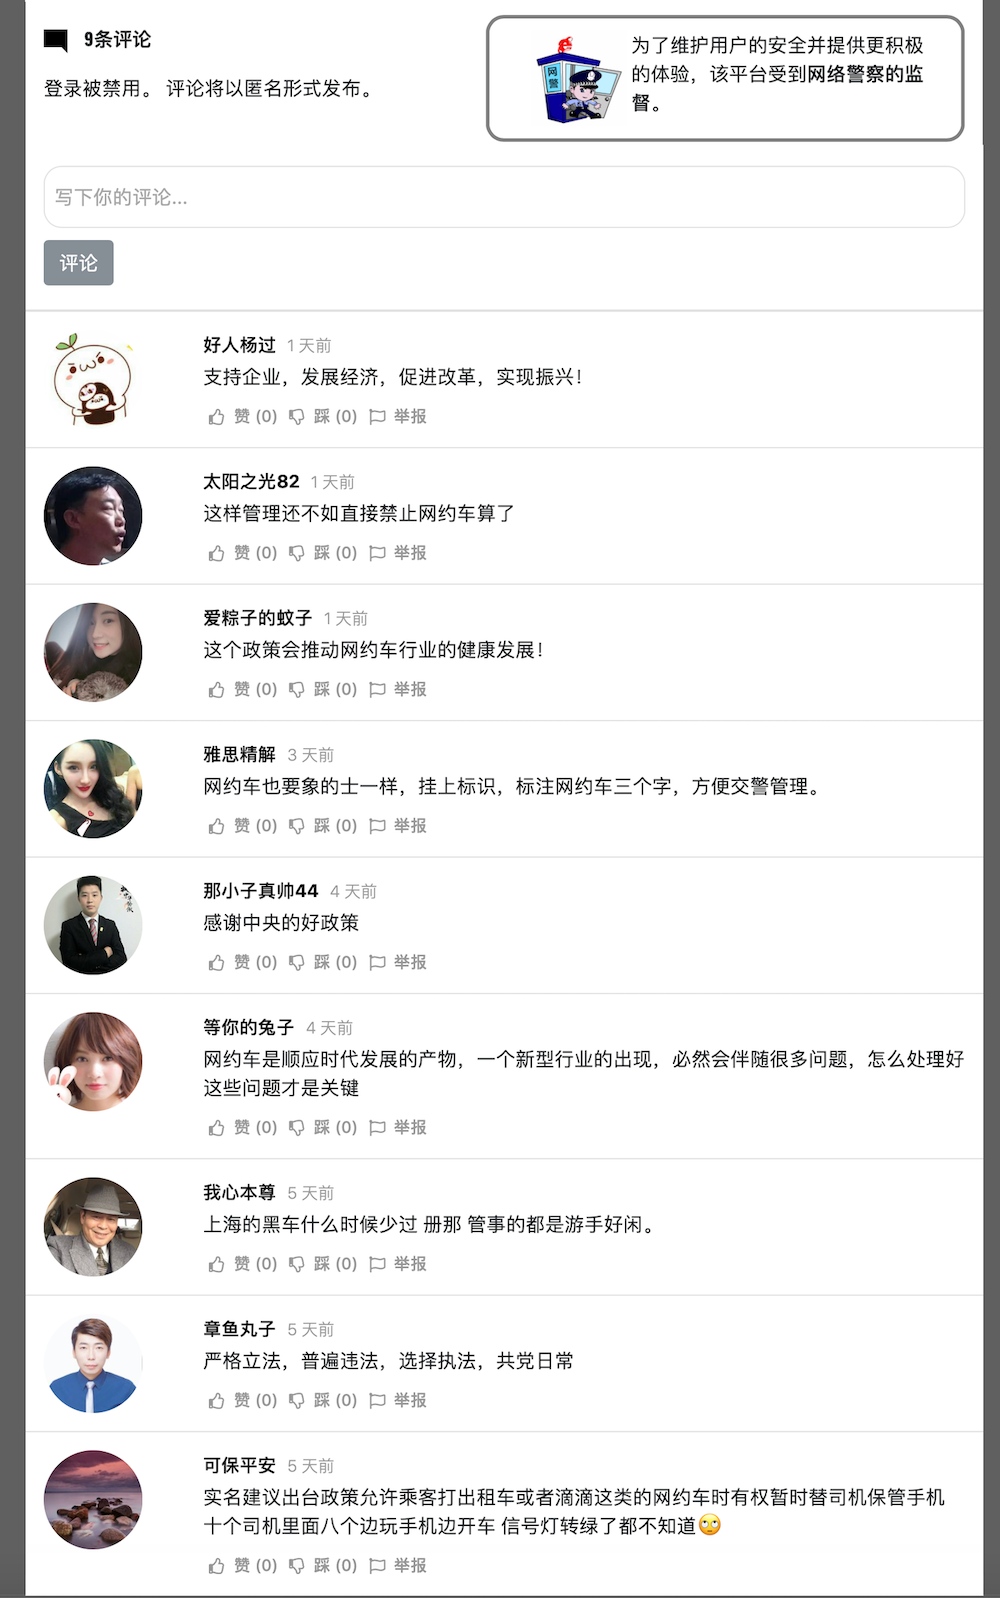 9条评论
登录被禁用。 评论将以匿名形式发布。
网
警
为了维护用户的安全并提供更积极
的体验，该平台受到网络警察的监
督。
写下你的评论...
评论
好人杨过 1 天前
支持企业，发展经济，促进改革，实现振兴！
赞 (0) 踩 (0) 举报
太阳之光82 1 天前
这样管理还不如直接禁止网约车算了
赞 (0) 踩 (0) 举报
爱粽子的蚊子 1 天前
这个政策会推动网约车行业的健康发展！
赞 (0) 踩 (0) 举报
雅思精解 3 天前
网约车也要象的士一样，挂上标识，标注网约车三个字，方便交警管理。
赞 (0) 踩 (0) 举报
那小子真帅44 4 天前
感谢中央的好政策
赞 (0) 踩 (0) 举报
等你的兔子 4 天前
网约车是顺应时代发展的产物，一个新型行业的出现，必然会伴随很多问题，怎么处理好
这些问题才是关键
赞 (0) 踩 (0) 举报
我心本尊 5 天前
上海的黑车什么时候少过 册那 管事的都是游手好闲。
赞 (0) 踩 (0) 举报
章鱼丸子 5 天前
严格立法，普遍违法，选择执法，共党日常
赞 (0) 踩 (0) 举报
可保平安 5 天前
实名建议出台政策允许乘客打出租车或者滴滴这类的网约车时有权暂时替司机保管手机
十个司机里面八个边玩手机边开车 信号灯转绿了都不知道🙄
赞 (0) 踩 (0) 举报